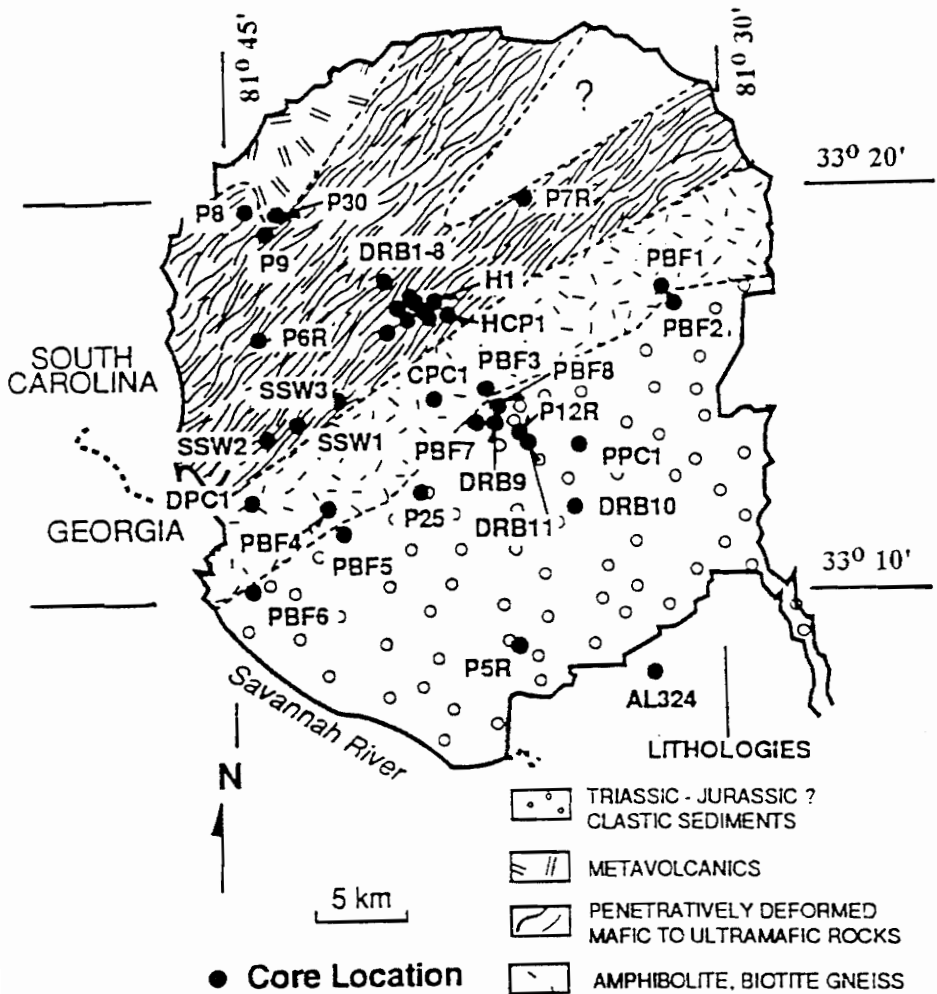 81° 45'
81° 30'
?
33° 20'
P8
P30
P7R
P9
DRB1-8
PBF1
H1
HCP1
PBF2
P6R
SOUTH
CAROLINA
PBF3
CPC1
PBF8
SSW3
P12R
SSW2
SSW1
PBF7
PPC1
DRB9
DPC1
P25
DRB10
GEORGIA
DRB11
PBF4
PBF5
33° 10'
PBF6
P5R
AL324
Savannah River
LITHOLOGIES
N
TRIASSIC - JURASSIC ?
CLASTIC SEDIMENTS
METAVOLCANICS
5 km
PENETRATIVELY DEFORMED
MAFIC TO ULTRAMAFIC ROCKS
Core Location
AMPHIBOLITE, BIOTITE GNEISS